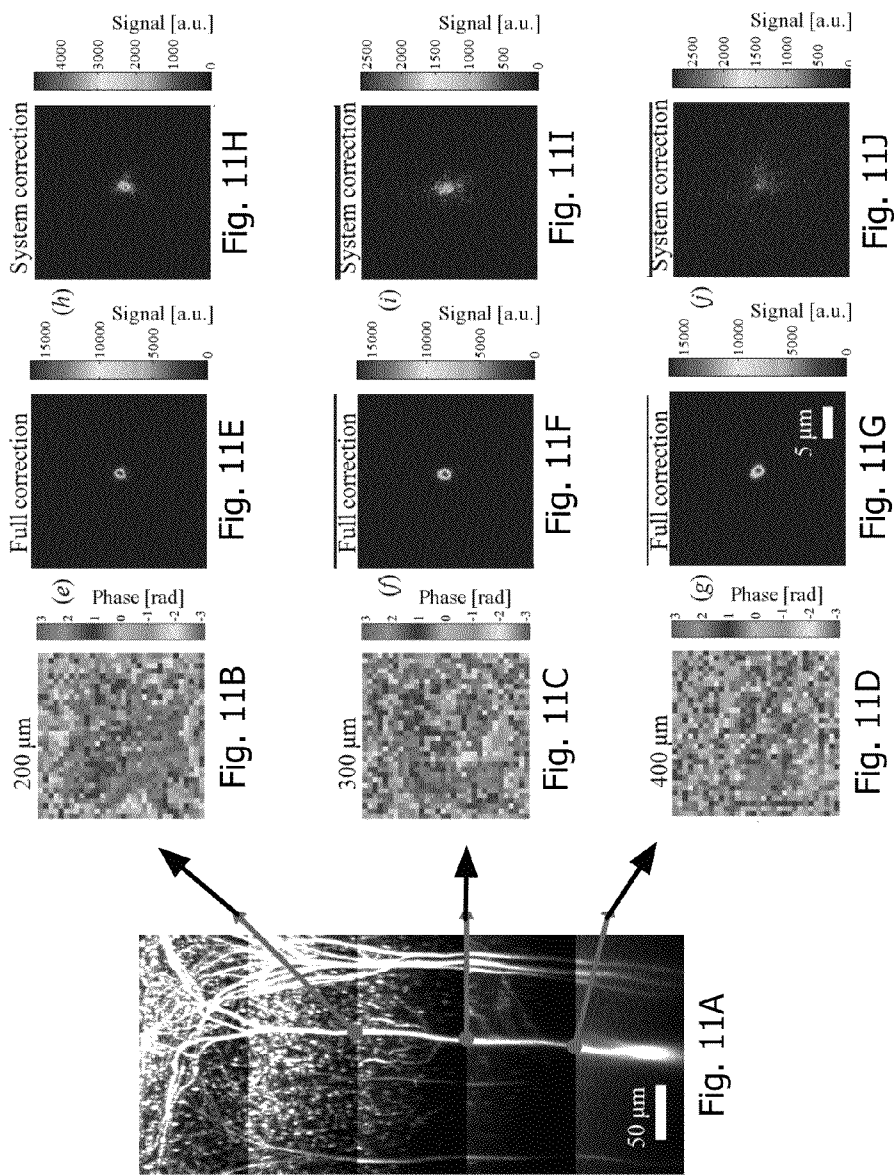 50 µm
Fig. 11A
200 µm
3
2
1
0
-1
-2
-3
Phase [rad]
Fig. 11B
(e)
Full correction
15000
10000
5000
0
Signal [a.u.]
Fig. 11E
(h)
System correction
4000
3000
2000
1000
0
Signal [a.u.]
Fig. 11H
300 µm
3
2
1
0
-1
-2
-3
Phase [rad]
Fig. 11C
(f)
Full correction
15000
10000
5000
0
Signal [a.u.]
Fig. 11F
(i)
System correction
2500
2000
1500
1000
500
0
Signal [a.u.]
Fig. 11I
400 µm
3
2
1
0
-1
-2
-3
Phase [rad]
Fig. 11D
(g)
Full correction
5 µm
15000
10000
5000
0
Signal [a.u.]
Fig. 11G
(j)
System correction
2500
2000
1500
1000
500
0
Signal [a.u.]
Fig. 11J